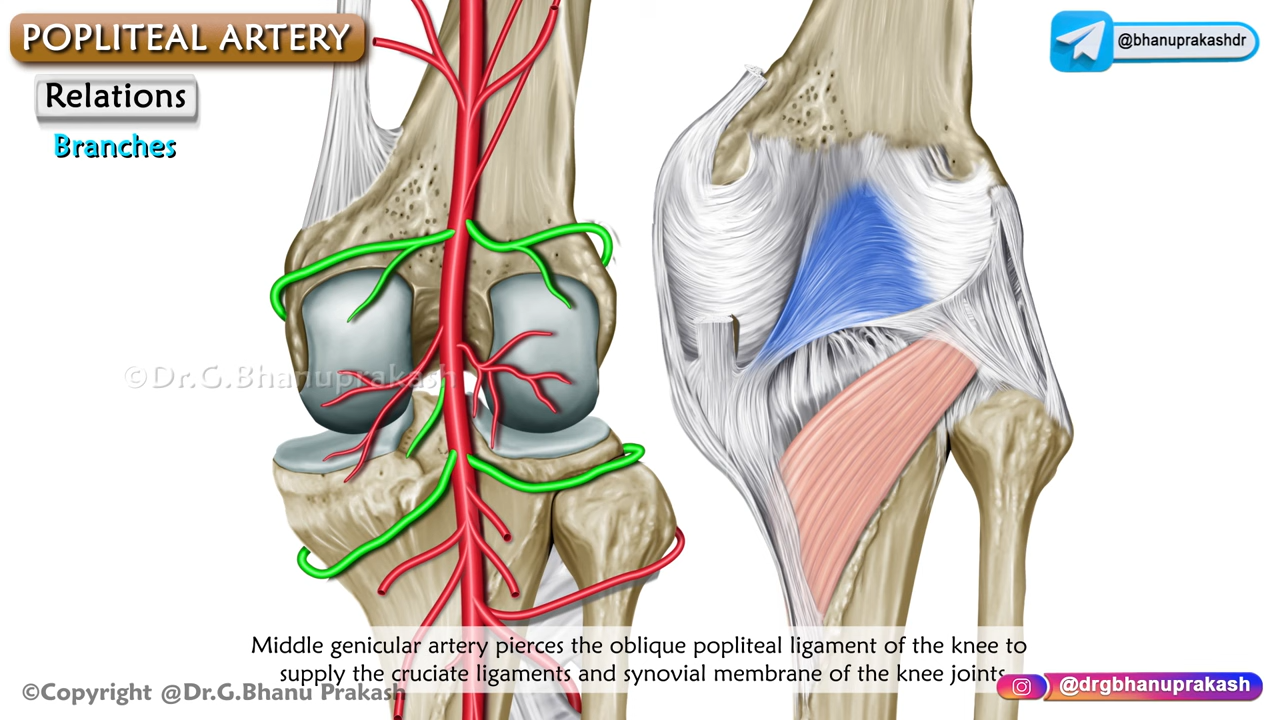 POPLITEAL ARTERY
@bhanuprakashdr
Relations
Branches
©Dr.G.Bhanuprakash
Middle genicular artery pierces the oblique popliteal ligament of the knee to
supply the cruciate ligaments and synovial membrane of the knee joints
©Copyright @Dr.G.Bhanu Prakash
@drgbhanuprakash